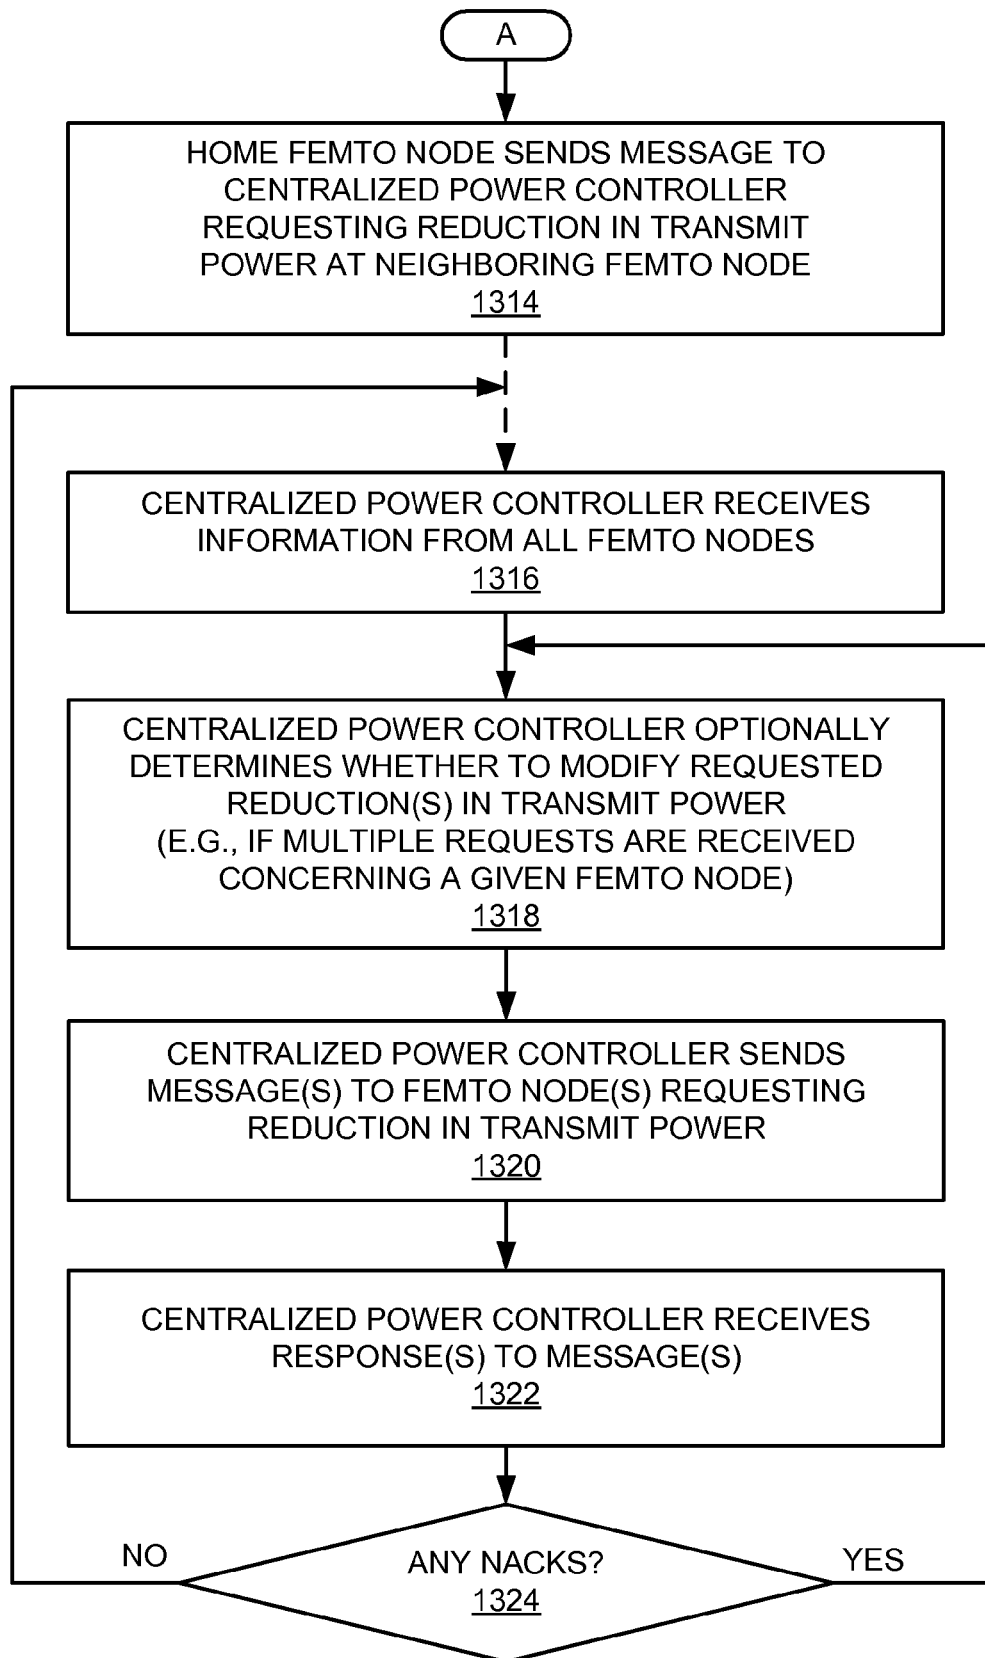 A
HOME FEMTO NODE SENDS MESSAGE TO
CENTRALIZED POWER CONTROLLER
REQUESTING REDUCTION IN TRANSMIT
POWER AT NEIGHBORING FEMTO NODE
1314
CENTRALIZED POWER CONTROLLER RECEIVES
INFORMATION FROM ALL FEMTO NODES
1316
CENTRALIZED POWER CONTROLLER OPTIONALLY
DETERMINES WHETHER TO MODIFY REQUESTED
REDUCTION(S) IN TRANSMIT POWER
(E.G., IF MULTIPLE REQUESTS ARE RECEIVED
CONCERNING A GIVEN FEMTO NODE)
1318
CENTRALIZED POWER CONTROLLER SENDS
MESSAGE(S) TO FEMTO NODE(S) REQUESTING
REDUCTION IN TRANSMIT POWER
1320
CENTRALIZED POWER CONTROLLER RECEIVES
RESPONSE(S) TO MESSAGE(S)
1322
NO
ANY NACKS?
YES
1324